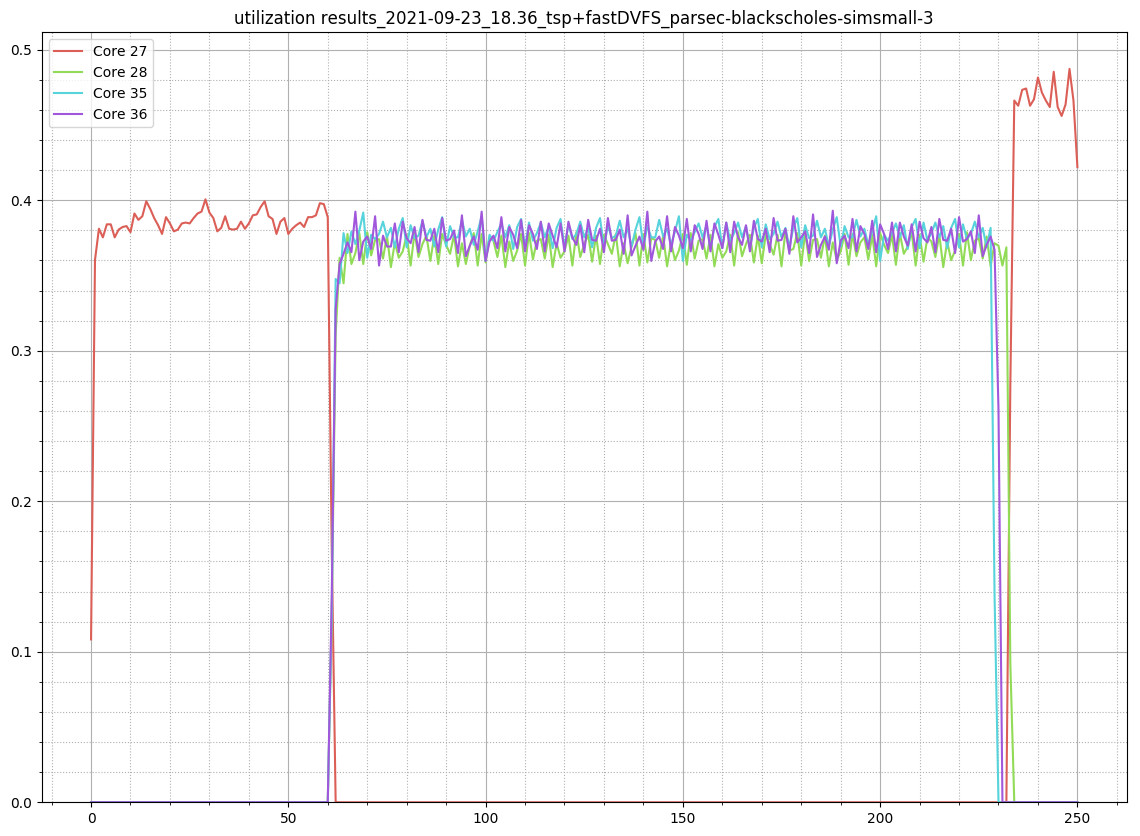 utilization results_2021-09-23_18.36_tsp+fastDVFS_parsec-blackscholes-simsmall-3
0.5
0.4
0.3
0.2
0.1
0.0
Core 27
Core 28
Core 35
Core 36
0 50 100 150 200 250